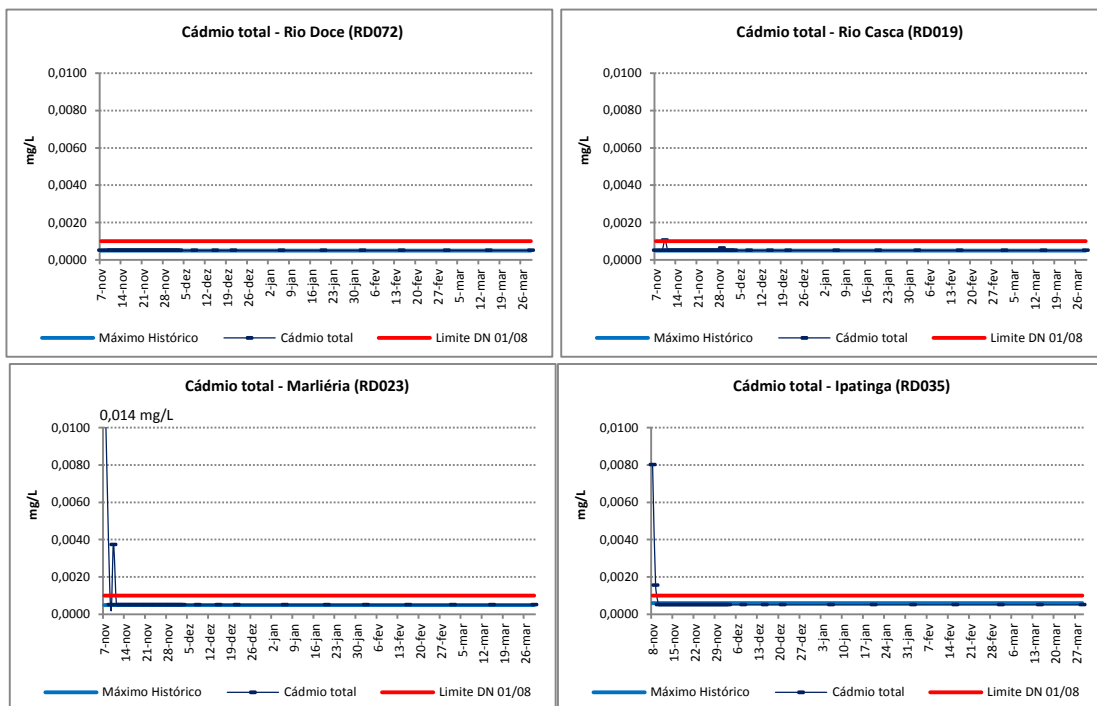 Cádmio total - Rio Doce (RD072)
mg/L
0,0100
0,0080
0,0060
0,0040
0,0020
0,0000
7-nov 14-nov 21-nov 28-nov 5-dez 12-dez 19-dez 26-dez 2-jan 9-jan 16-jan 23-jan 30-jan 6-fev 13-fev 20-fev 27-fev 5-mar 12-mar 19-mar 26-mar
Máximo Histórico Cádmio total Limite DN 01/08
Cádmio total - Rio Casca (RD019)
mg/L
0,0100
0,0080
0,0060
0,0040
0,0020
0,0000
7-nov 14-nov 21-nov 28-nov 5-dez 12-dez 19-dez 26-dez 2-jan 9-jan 16-jan 23-jan 30-jan 6-fev 13-fev 20-fev 27-fev 5-mar 12-mar 19-mar 26-mar
Máximo Histórico Cádmio total Limite DN 01/08
Cádmio total - Marliéria (RD023)
0,014 mg/L
mg/L
0,0100
0,0080
0,0060
0,0040
0,0020
0,0000
7-nov 14-nov 21-nov 28-nov 5-dez 12-dez 19-dez 26-dez 2-jan 9-jan 16-jan 23-jan 30-jan 6-fev 13-fev 20-fev 27-fev 5-mar 12-mar 19-mar 26-mar
Máximo Histórico Cádmio total Limite DN 01/08
Cádmio total - Ipatinga (RD035)
mg/L
0,0100
0,0080
0,0060
0,0040
0,0020
0,0000
8-nov 15-nov 22-nov 29-nov 6-dez 13-dez 20-dez 27-dez 3-jan 10-jan 17-jan 24-jan 31-jan 7-fev 14-fev 21-fev 28-fev 6-mar 13-mar 20-mar 27-mar
Máximo Histórico Cádmio total Limite DN 01/08